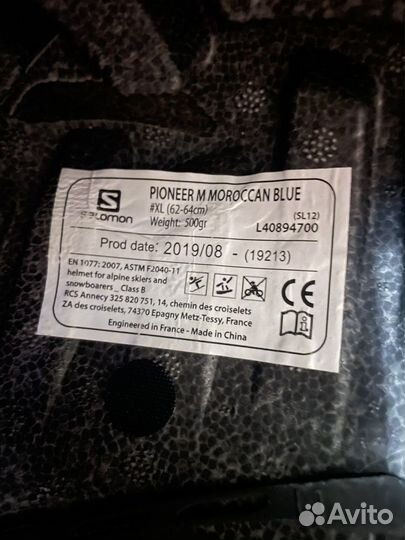 PIONEER M MOROCCAN BLUE
#XL (62-64cm)
(SL12)
Weight: 500gr
L40894700
salomon
Prod date: 2019/08 - (19213)
EN 1077: 2007, ASTM F2040-11
helmet for alpine skiers and
snowboarders _ Class B
CE
RCS Annecy 325 820 751, 14, chemin des croiselets
ZA des croiselets, 74370 Epagny Metz-Tessy, France
Engineered in France - Made in China
Avito